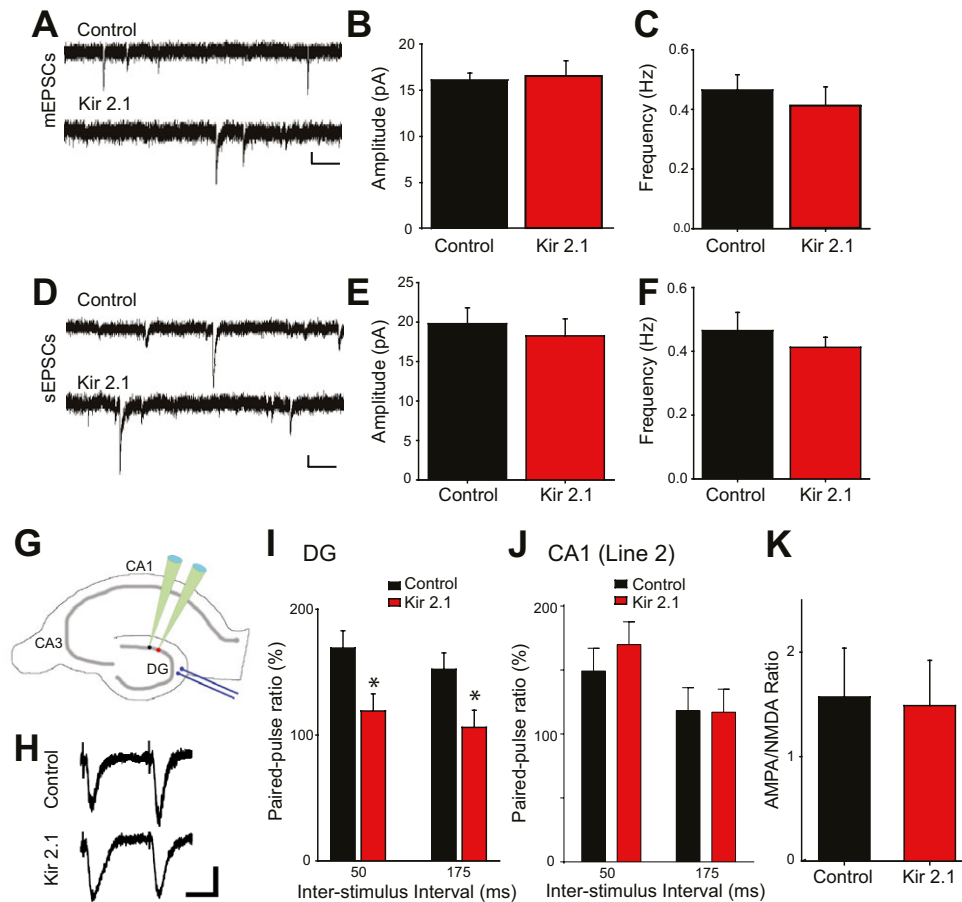 A
mEPSCs
Control
Kir 2.1
B
Amplitude (pA)
20
15
10
5
0
Control
Kir 2.1
C
Frequency (Hz)
0.6
0.4
0.2
0.0
Control
Kir 2.1
D
sEPSCs
Control
Kir 2.1
E
Amplitude (pA)
25
20
15
10
5
0
Control
Kir 2.1
F
Frequency (Hz)
0.6
0.4
0.2
0.0
Control
Kir 2.1
G
CA1
CA3
DG
H
Control
Kir 2.1
I
DG
Control
Kir 2.1
Paired-pulse ratio (%)
200
100
0
50
175
Inter-stimulus Interval (ms)
J
CA1 (Line 2)
Control
Kir 2.1
Paired-pulse ratio (%)
200
100
0
50
175
Inter-stimulus Interval (ms)
K
AMPA/NMDA Ratio
2
1
0
Control
Kir 2.1